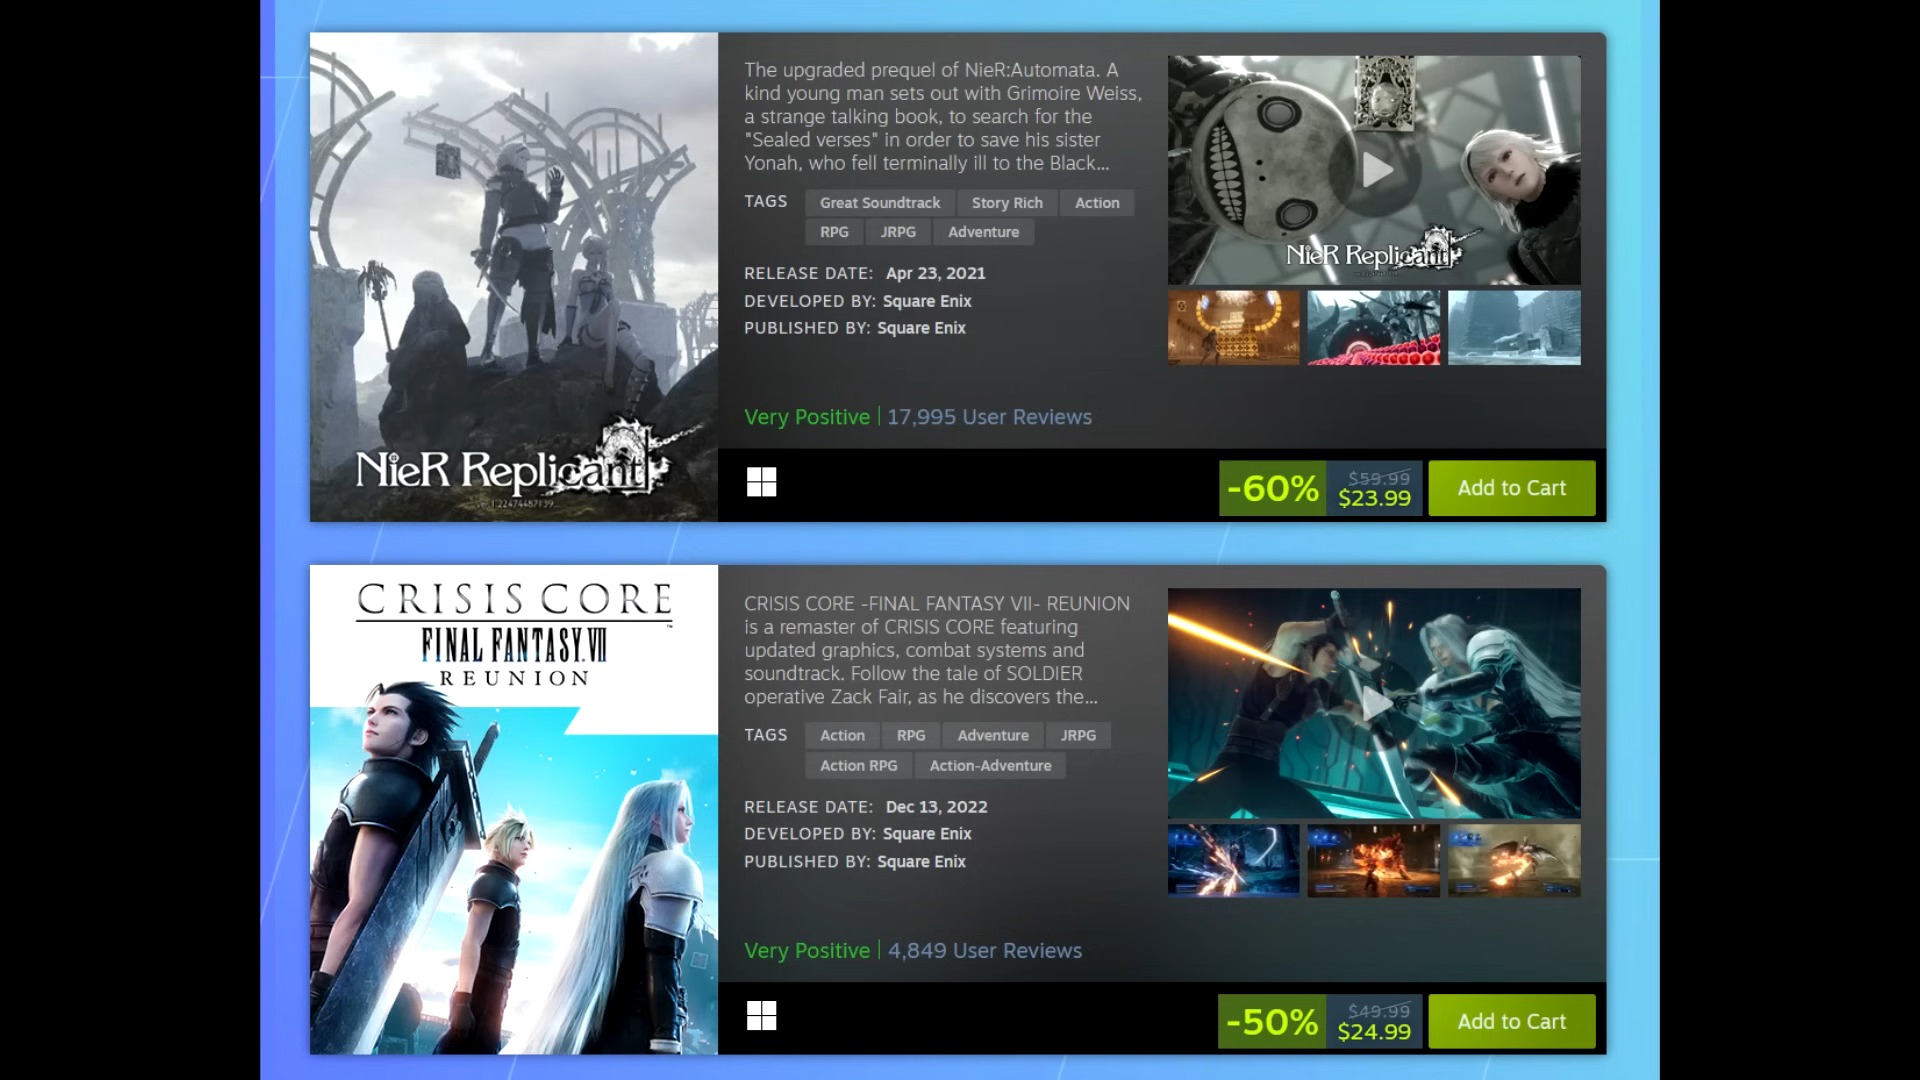 The upgraded prequel of NieR:Automata. A
kind young man sets out with Grimoire Weiss,
a strange talking book, to search for the
"Sealed verses" in order to save his sister
Yonah, who fell terminally ill to the Black...
TAGS
Great Soundtrack
Story Rich
Action
RPG
JRPG
Adventure
RELEASE DATE: Apr 23, 2021
DEVELOPED BY: Square Enix
PUBLISHED BY: Square Enix
Very Positive | 17,995 User Reviews
NieR Replicant
NieR Replicant
ver.1.22474487139...
-60%
$59.99
$23.99
Add to Cart
CRISIS CORE
FINAL FANTASY VII
REUNION
CRISIS CORE -FINAL FANTASY VII- REUNION
is a remaster of CRISIS CORE featuring
updated graphics, combat systems and
soundtrack. Follow the tale of SOLDIER
operative Zack Fair, as he discovers the...
TAGS
Action
RPG
Adventure
JRPG
Action RPG
Action-Adventure
RELEASE DATE: Dec 13, 2022
DEVELOPED BY: Square Enix
PUBLISHED BY: Square Enix
Very Positive | 4,849 User Reviews
-50%
$49.99
$24.99
Add to Cart